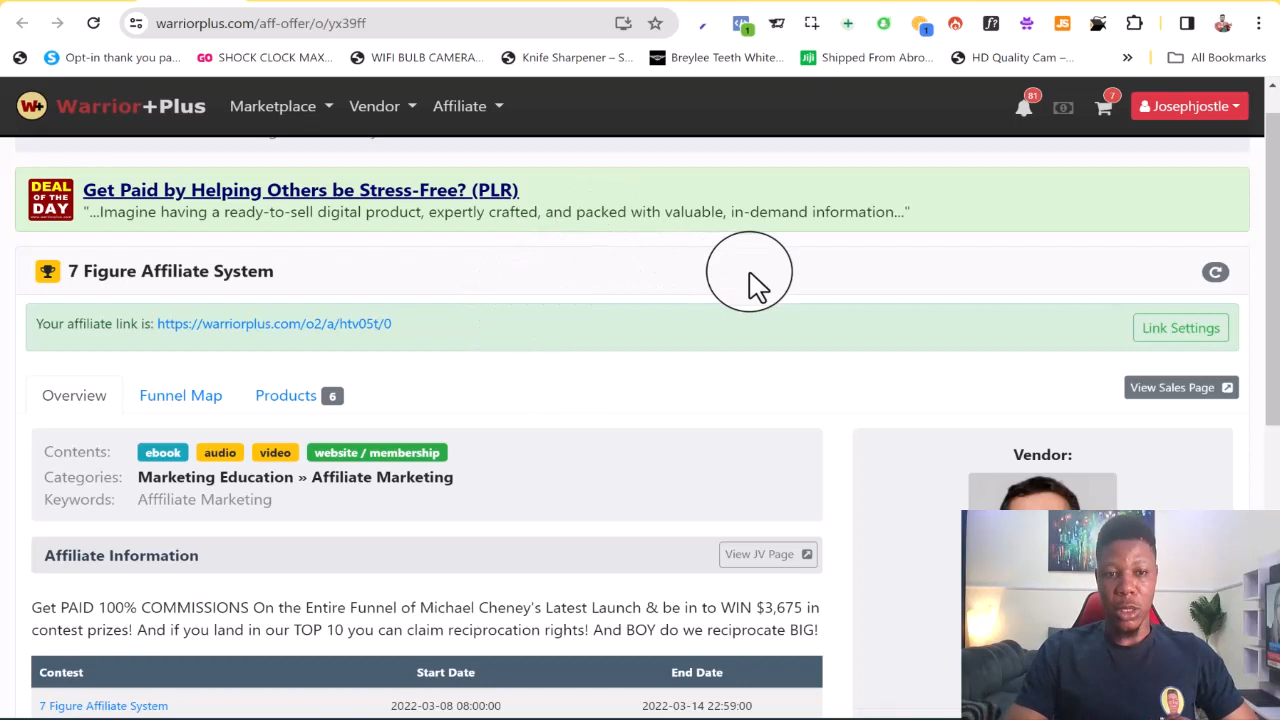 warriorplus.com/aff-offer/o/yx39ff
1
1
Opt-in thank you pa...
GO SHOCK CLOCK MAX...
WIFI BULB CAMERA...
Knife Sharpener – S...
Breylee Teeth White...
Jiji Shipped From Abro...
HD Quality Cam –...
»
All Bookmarks
W+ Warrior+Plus
Marketplace
Vendor
Affiliate
81
7
Josephjostle
DEAL OF THE DAY
Get Paid by Helping Others be Stress-Free? (PLR)
"...Imagine having a ready-to-sell digital product, expertly crafted, and packed with valuable, in-demand information..."
7 Figure Affiliate System
Your affiliate link is: https://warriorplus.com/o2/a/htv05t/0
Link Settings
Overview
Funnel Map
Products 6
View Sales Page
Contents: ebook audio video website / membership
Categories: Marketing Education » Affiliate Marketing
Keywords: Afffiliate Marketing
Vendor:
Affiliate Information
View JV Page
Get PAID 100% COMMISSIONS On the Entire Funnel of Michael Cheney's Latest Launch & be in to WIN $3,675 in
contest prizes! And if you land in our TOP 10 you can claim reciprocation rights! And BOY do we reciprocate BIG!
Contest Start Date End Date
7 Figure Affiliate System 2022-03-08 08:00:00 2022-03-14 22:59:00